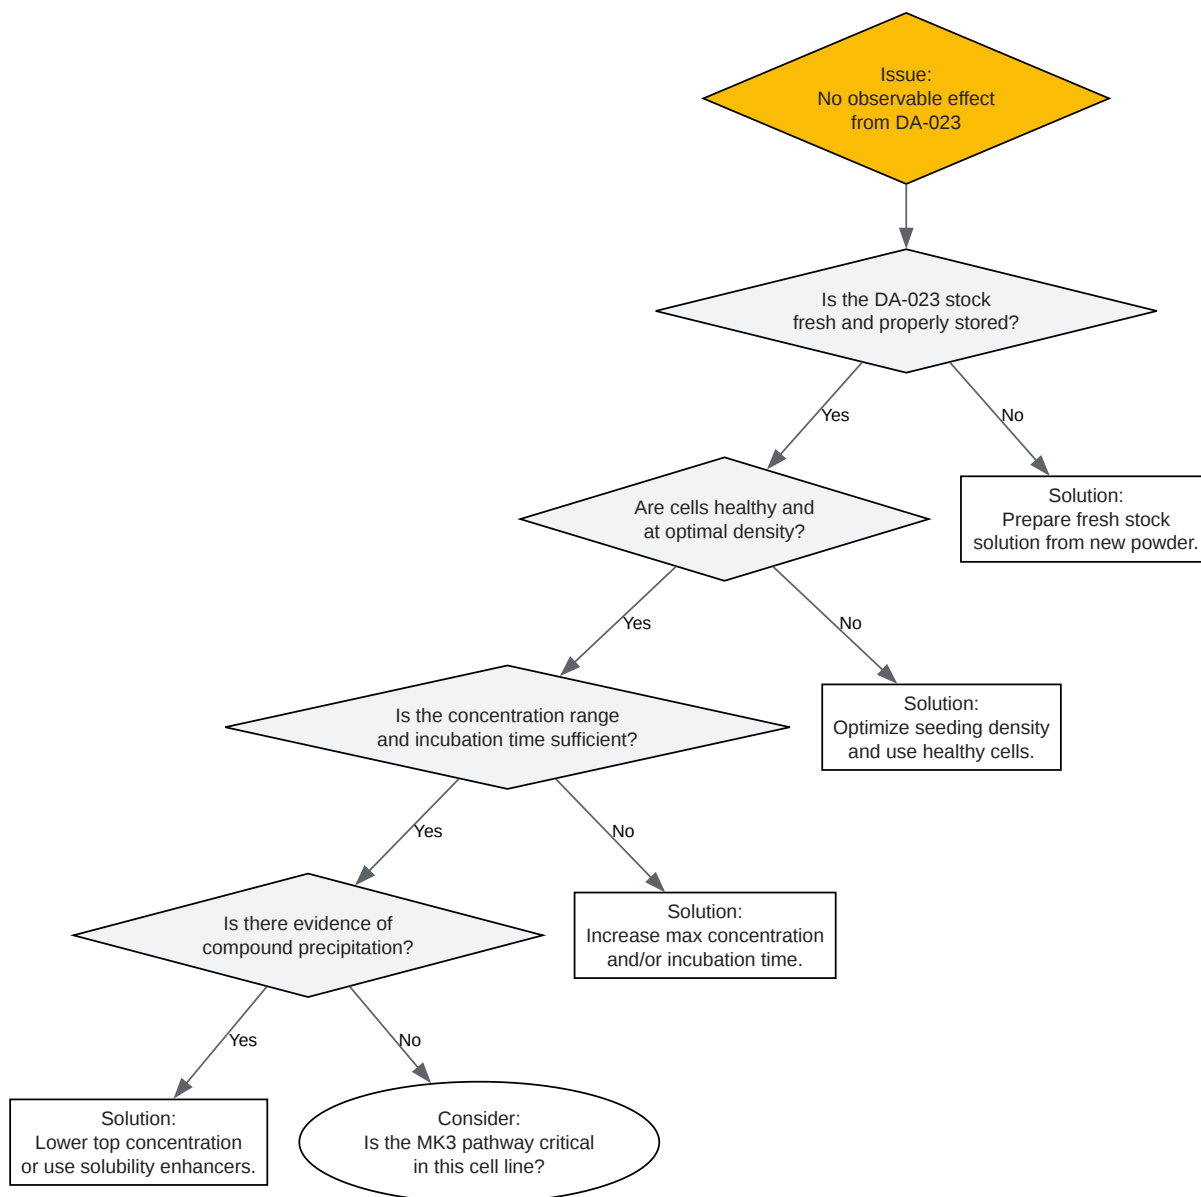 Issue:
No observable effect
from DA-023
Is the DA-023 stock
fresh and properly stored?
Yes
No
Are cells healthy and
at optimal density?
Solution:
Prepare fresh stock
solution from new powder.
Yes
No
Is the concentration range
and incubation time sufficient?
Solution:
Optimize seeding density
and use healthy cells.
Yes
No
Is there evidence of
compound precipitation?
Solution:
Increase max concentration
and/or incubation time.
Yes
No
Solution:
Lower top concentration
or use solubility enhancers.
Consider:
Is the MK3 pathway critical
in this cell line?